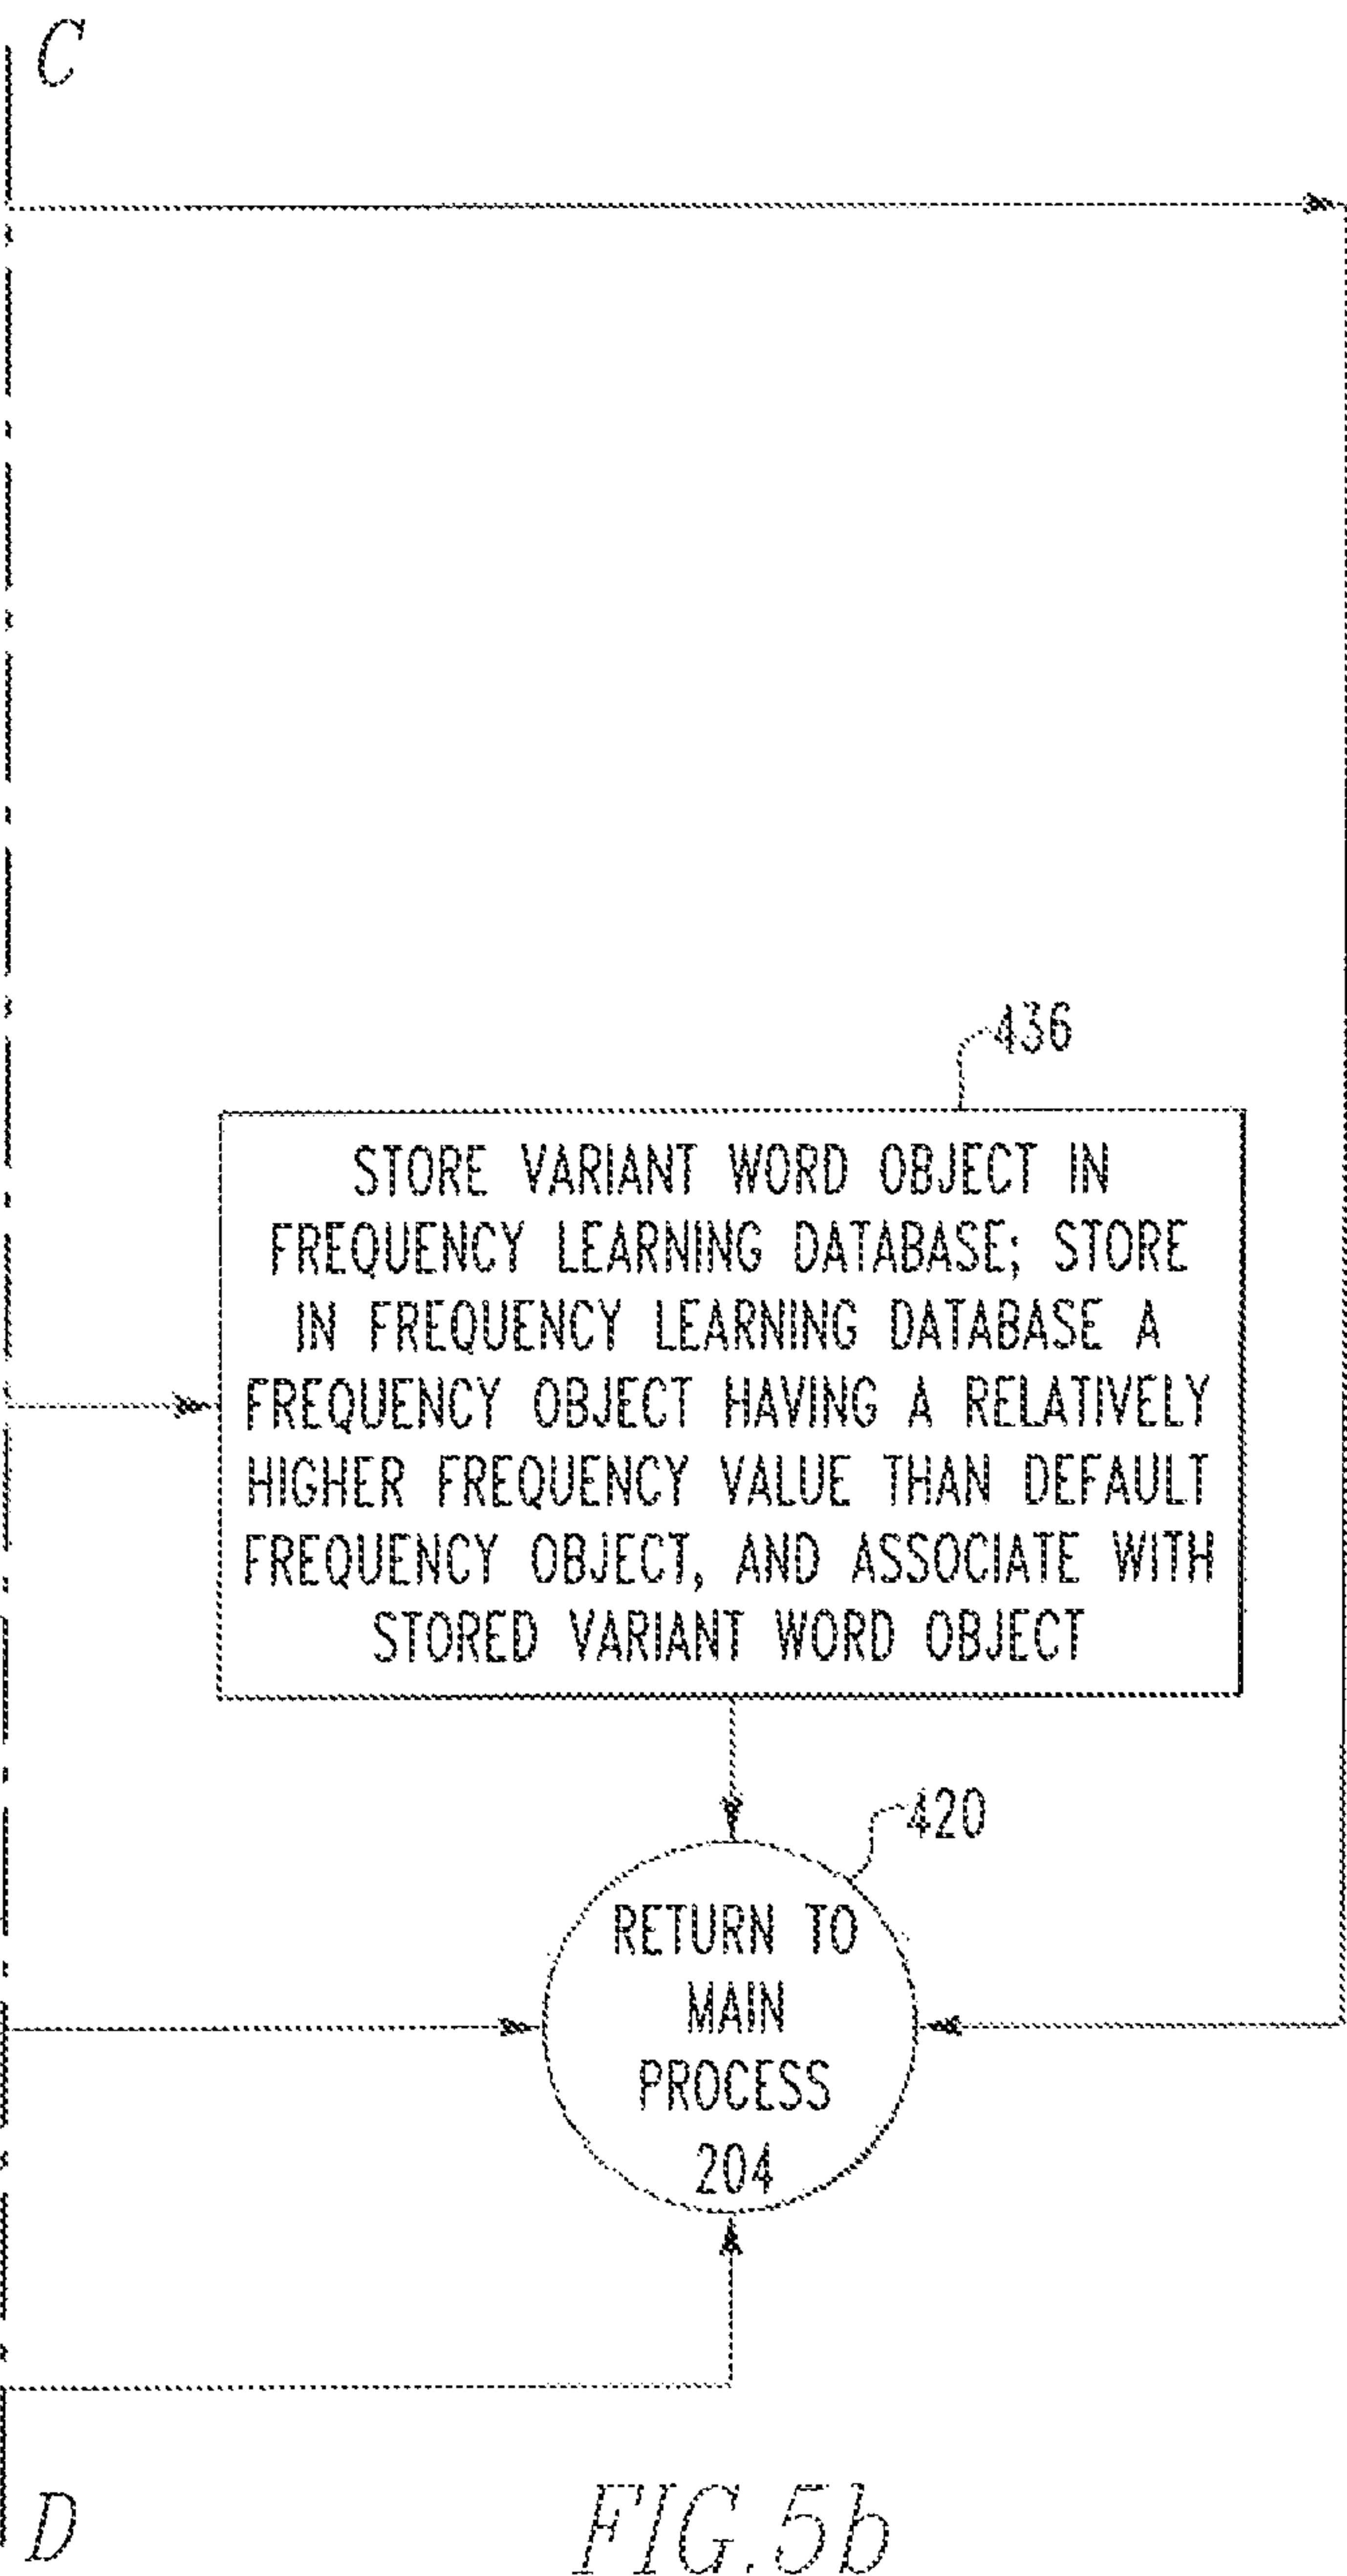 C
436
STORE VARIANT WORD OBJECT IN
FREQUENCY LEARNING DATABASE; STORE
IN FREQUENCY LEARNING DATABASE A
FREQUENCY OBJECT HAVING A RELATIVELY
HIGHER FREQUENCY VALUE THAN DEFAULT
FREQUENCY OBJECT, AND ASSOCIATE WITH
STORED VARIANT WORD OBJECT
420
RETURN TO
MAIN
PROCESS
204
D
FIG.5b